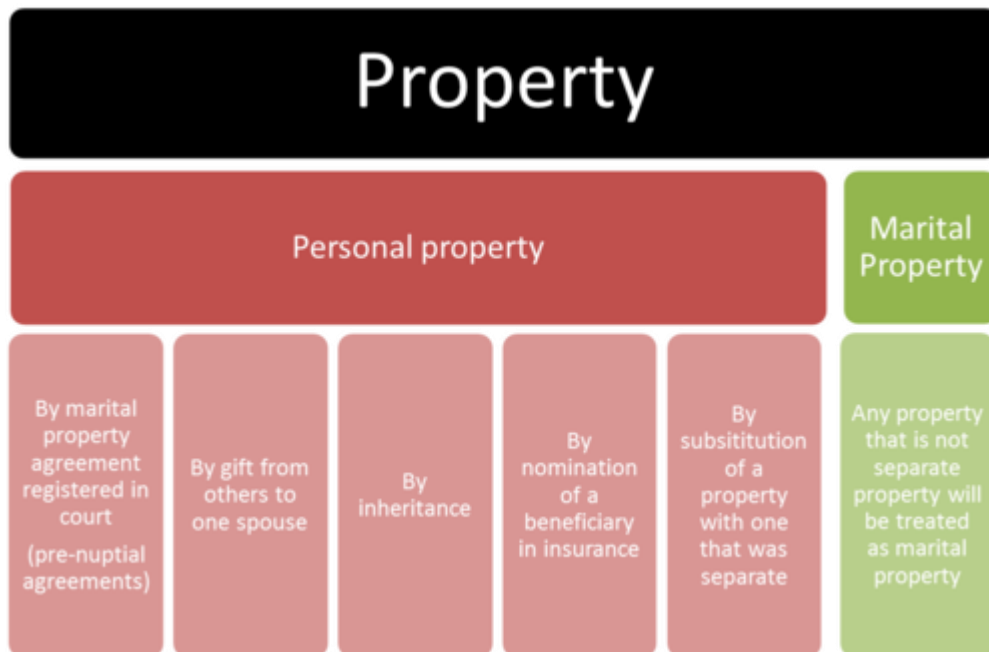 Property
Personal property
Marital
Property
By marital
property
agreement
registered in
court
(pre-nuptial
agreements)
By gift from
others to
one spouse
By
inheritance
By
nomination
of a
beneficiary
in insurance
By
subsititution
of a
property
with one
that was
separate
Any property
that is not
separate
property will
be treated
as marital
property